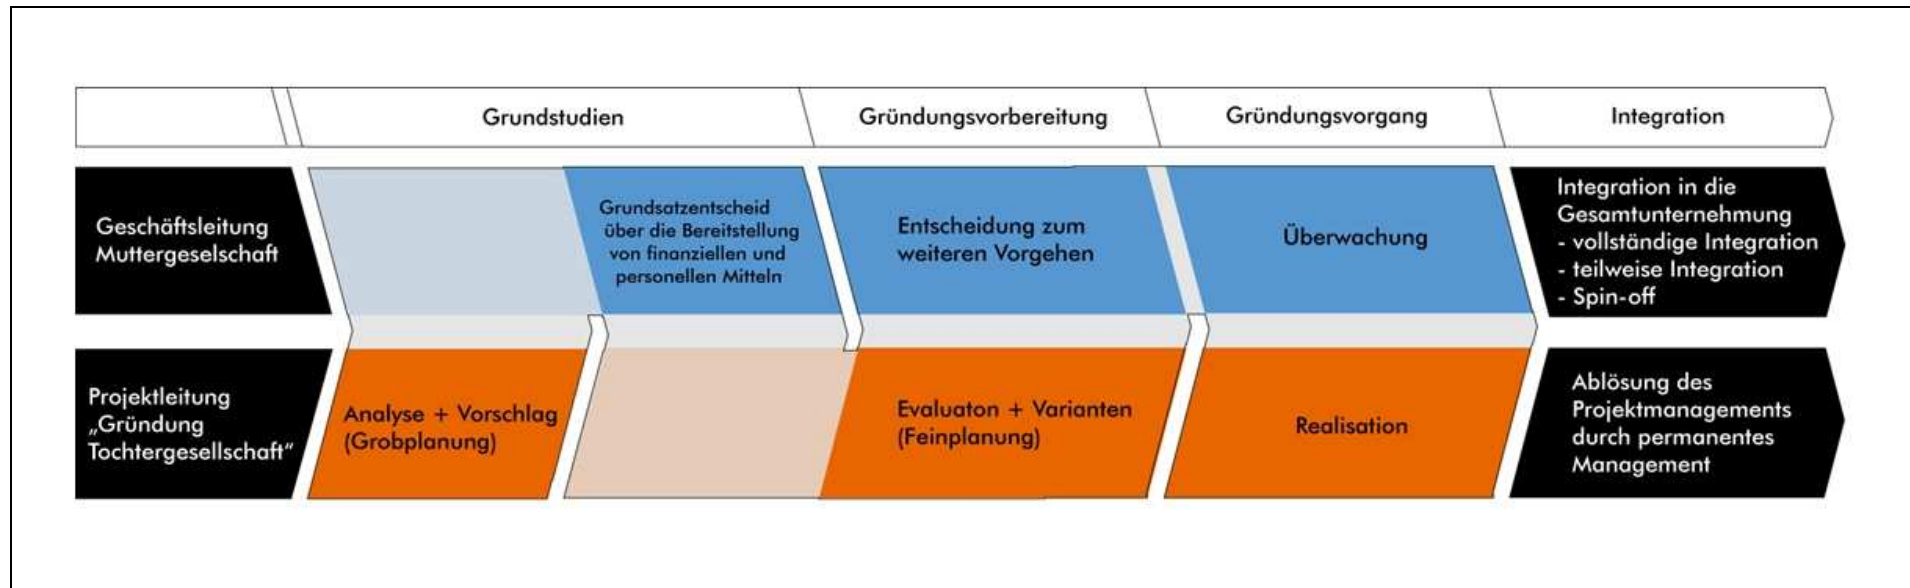 Grundstudien
Gründungsvorbereitung
Gründungsvorgang
Integration
Geschäftsleitung
Muttergeselschaft
Grundsatzentscheid
über die Bereitstellung
von finanziellen und
personellen Mitteln
Entscheidung zum
weiteren Vorgehen
Überwachung
Integration in die
Gesamtunternehmung
- vollständige Integration
- teilweise Integration
- Spin-off
Projektleitung
„Gründung
Tochtergesellschaft“
Analyse + Vorschlag
(Grobplanung)
Evaluaton + Varianten
(Feinplanung)
Realisation
Ablösung des
Projektmanagements
durch permanentes
Management